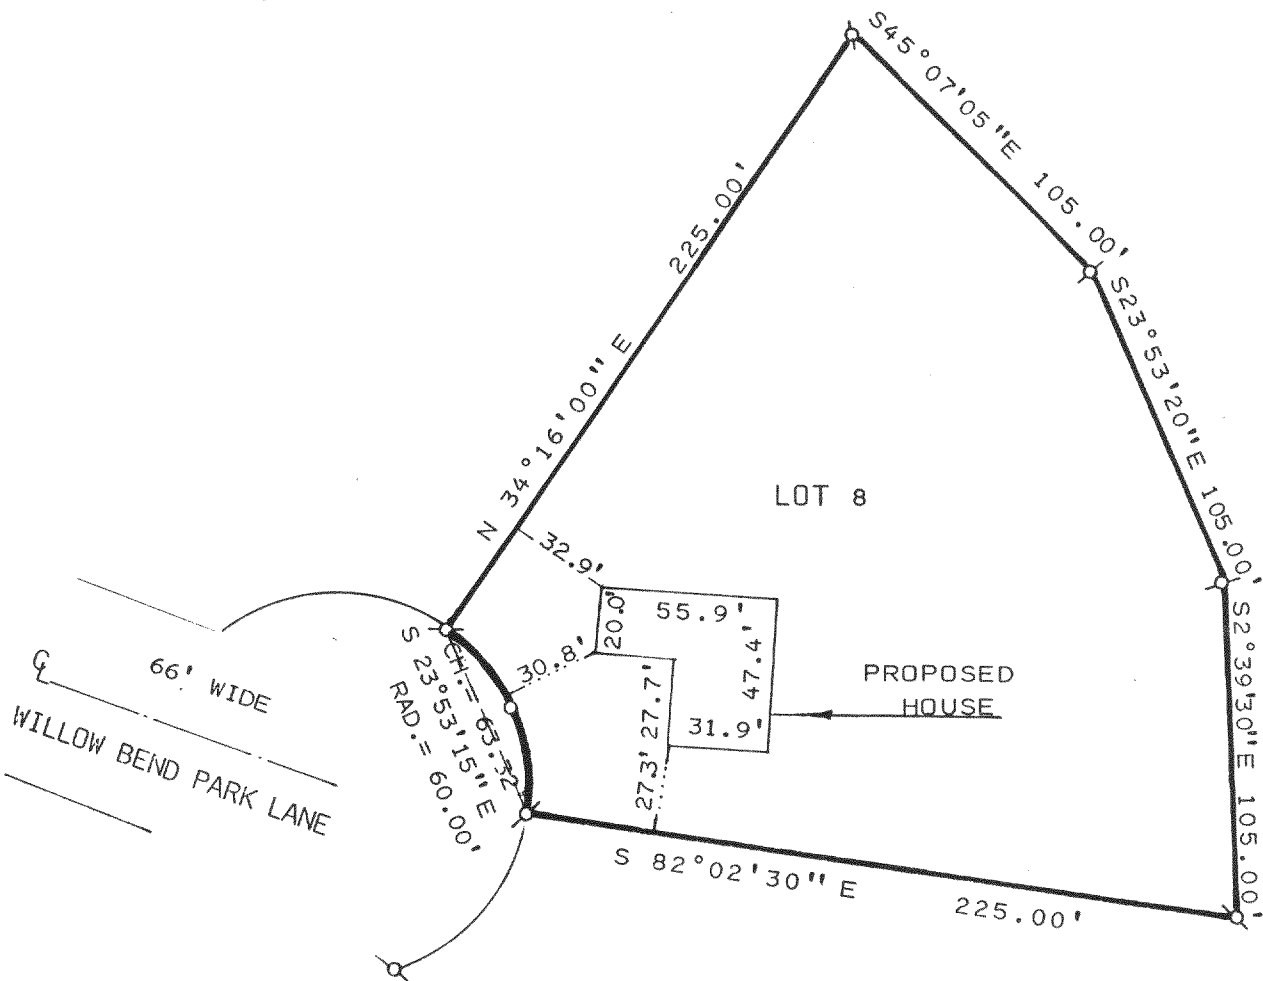 S45°07'05"E 105.00'
225.00'
N 34°16'00" E
S23°53'20"E 105.00'
LOT 8
32.9'
20.0'
55.9'
30.8'
47.4'
27.7'
31.9'
27.3'
PROPOSED
HOUSE
S2°39'30"E 105.00'
CH.= 63.32
S 23°53'15" E
RAD.= 60.00'
℄
66' WIDE
WILLOW BEND PARK LANE
S 82°02'30" E
225.00'